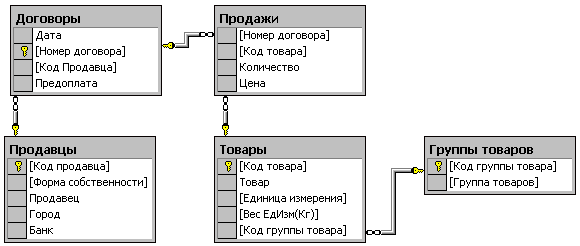 Договоры
Дата
[Номер договора]
[Код Продавца]
Предоплата
Продажи
[Номер договора]
[Код товара]
Количество
Цена
Продавцы
[Код продавца]
[Форма собственности]
Продавец
Город
Банк
Товары
[Код товара]
Товар
[Единица измерения]
[Вес ЕдИзм(Кг)]
[Код группы товара]
Группы товаров
[Код группы товара]
[Группа товаров]